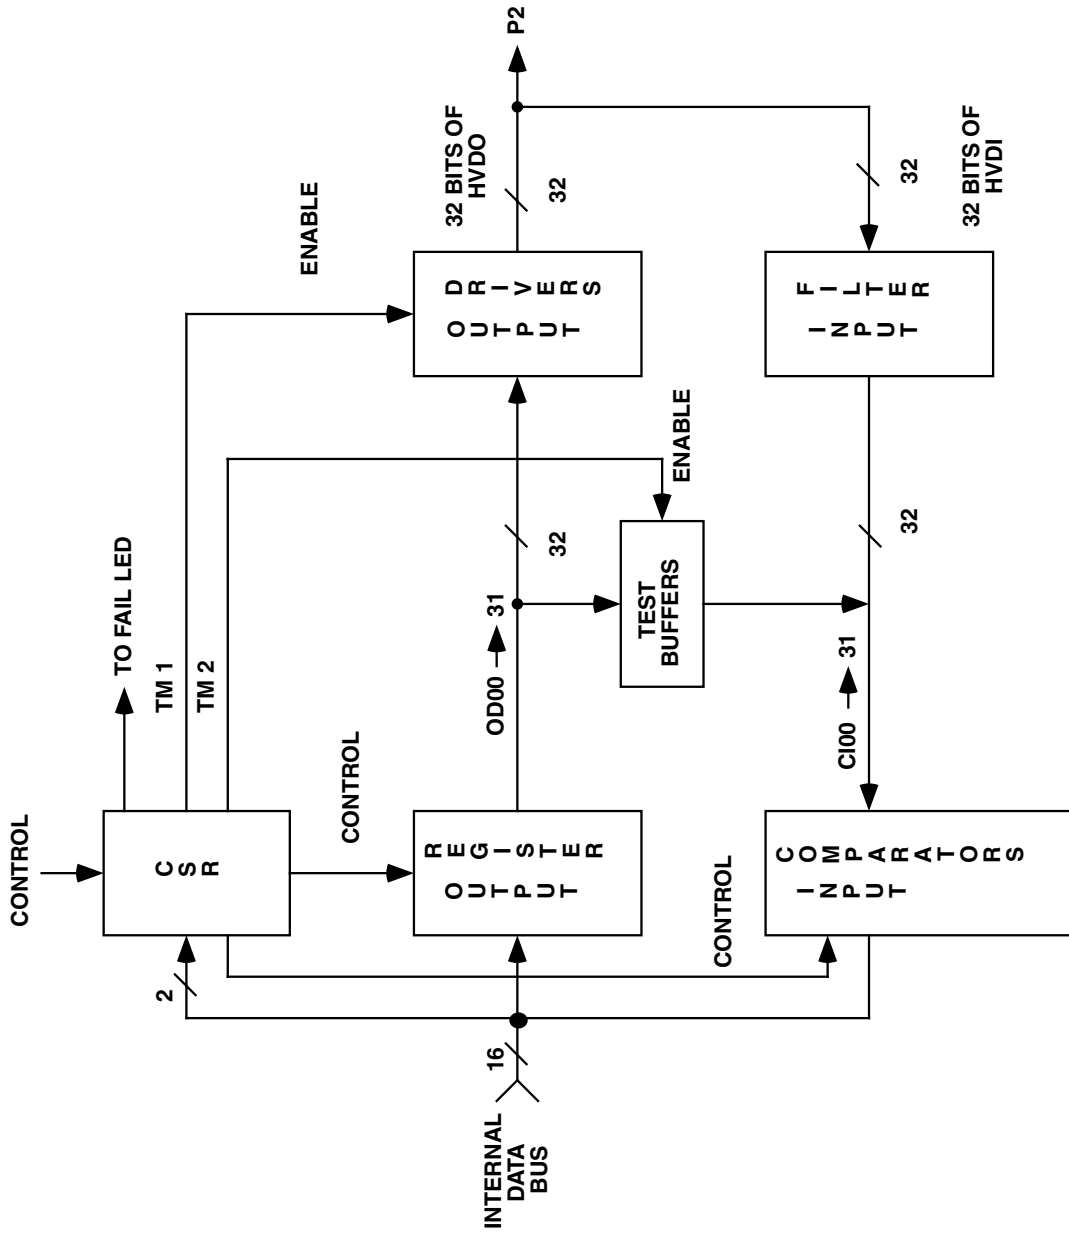 CONTROL
CSR
TO FAIL LED
TM 1
TM 2
ENABLE
2
CONTROL
OUTPUT
REGISTER
OD00 → 31
32
OUTPUT
DRIVERS
32 BITS OF
HVDO
32
P2
INTERNAL
DATA
BUS
16
TEST
BUFFERS
ENABLE
CONTROL
INPUT
COMPARATORS
CI00 → 31
32
INPUT
FILTER
32
32 BITS OF
HVDI